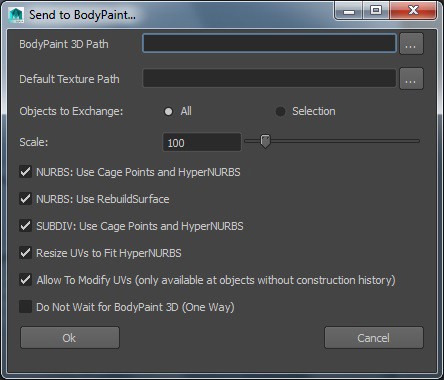 Send to BodyPaint...
BodyPaint 3D Path ...
Default Texture Path ...
Objects to Exchange: All Selection
Scale: 100
NURBS: Use Cage Points and HyperNURBS
NURBS: Use RebuildSurface
SUBDIV: Use Cage Points and HyperNURBS
Resize UVs to Fit HyperNURBS
Allow To Modify UVs (only available at objects without construction history)
Do Not Wait for BodyPaint 3D (One Way)
Ok Cancel